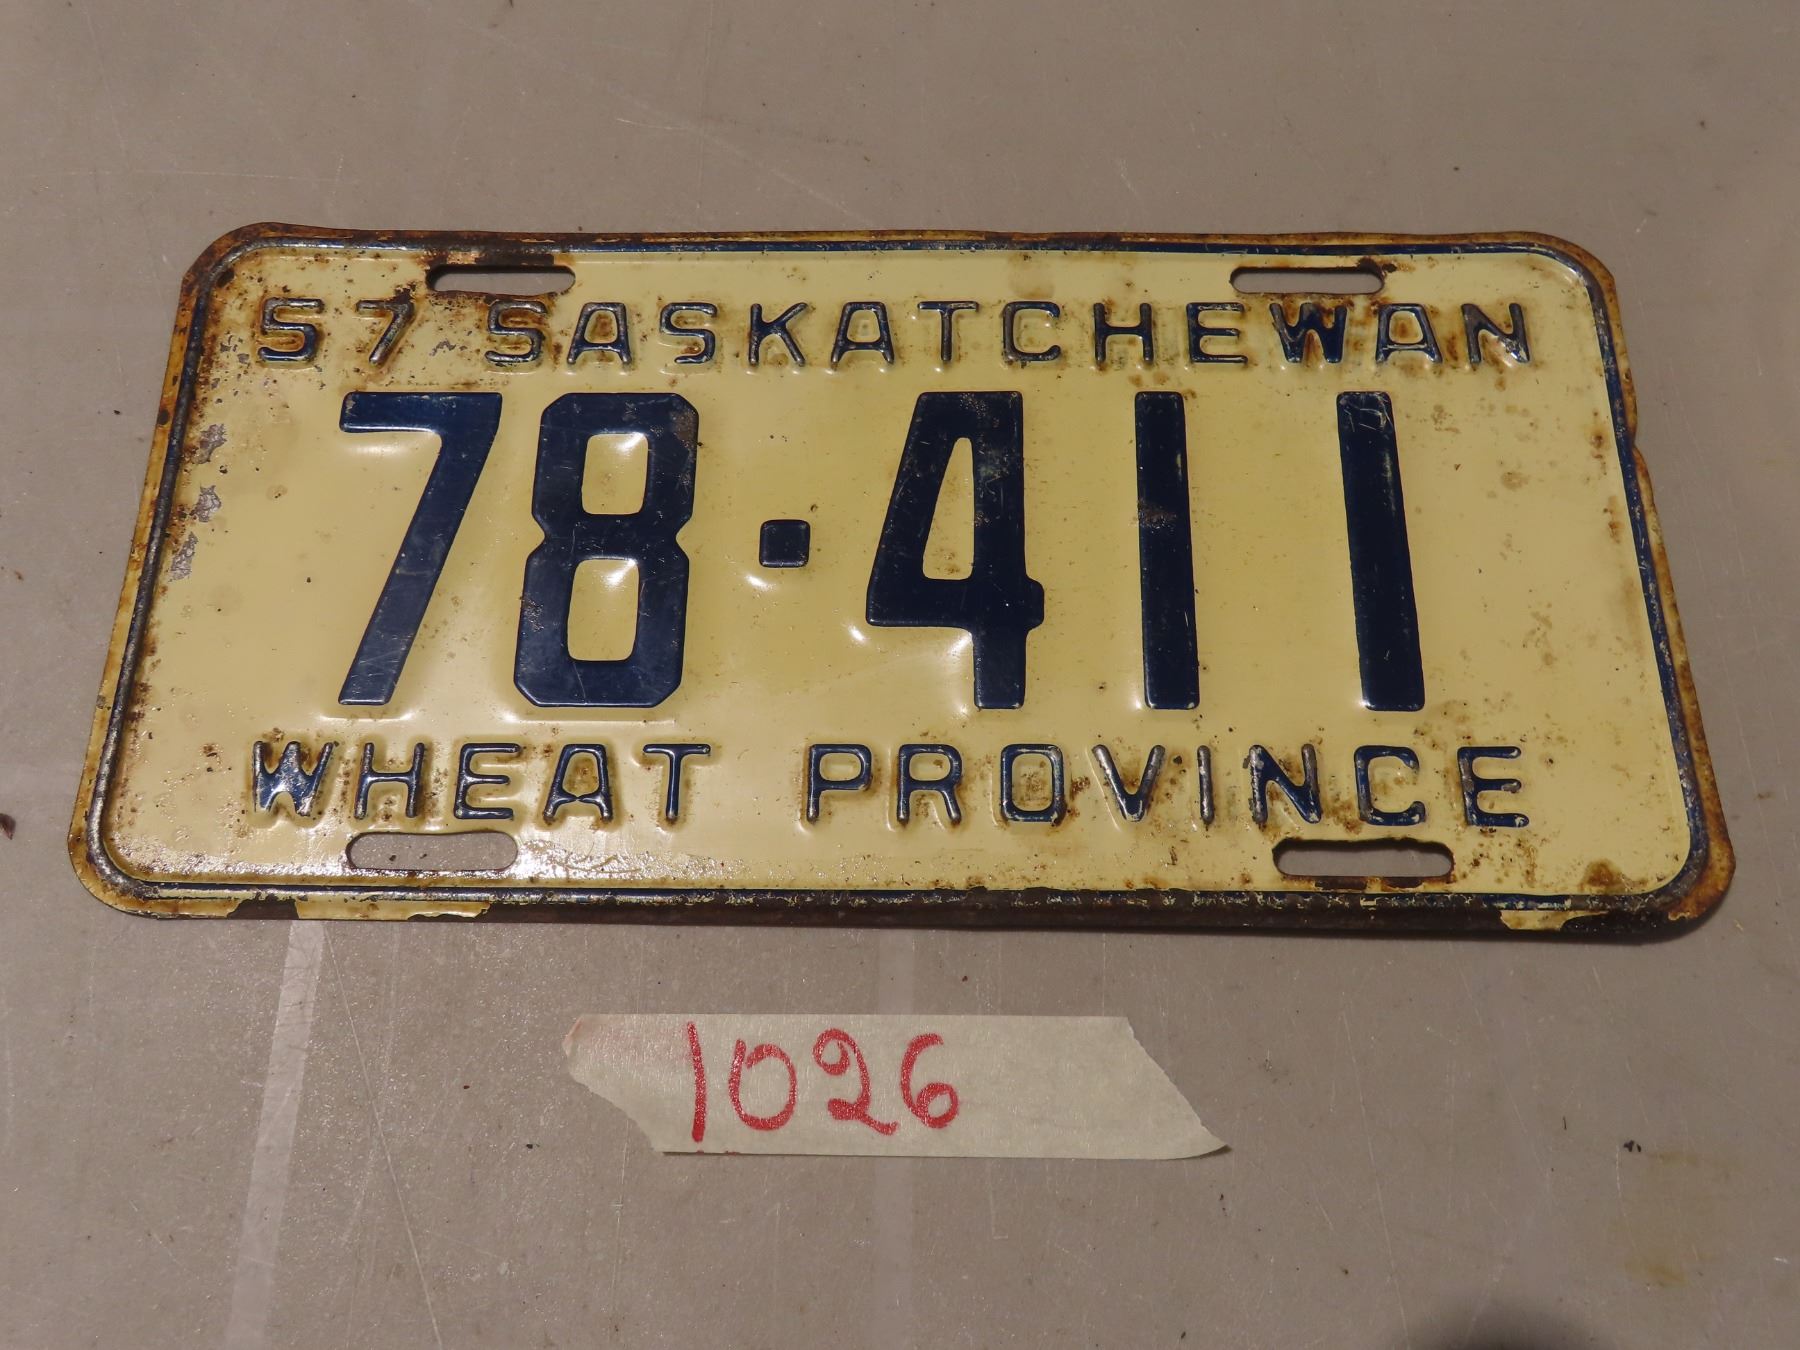 57 SASKATCHEWAN
78·411
WHEAT PROVINCE
1026